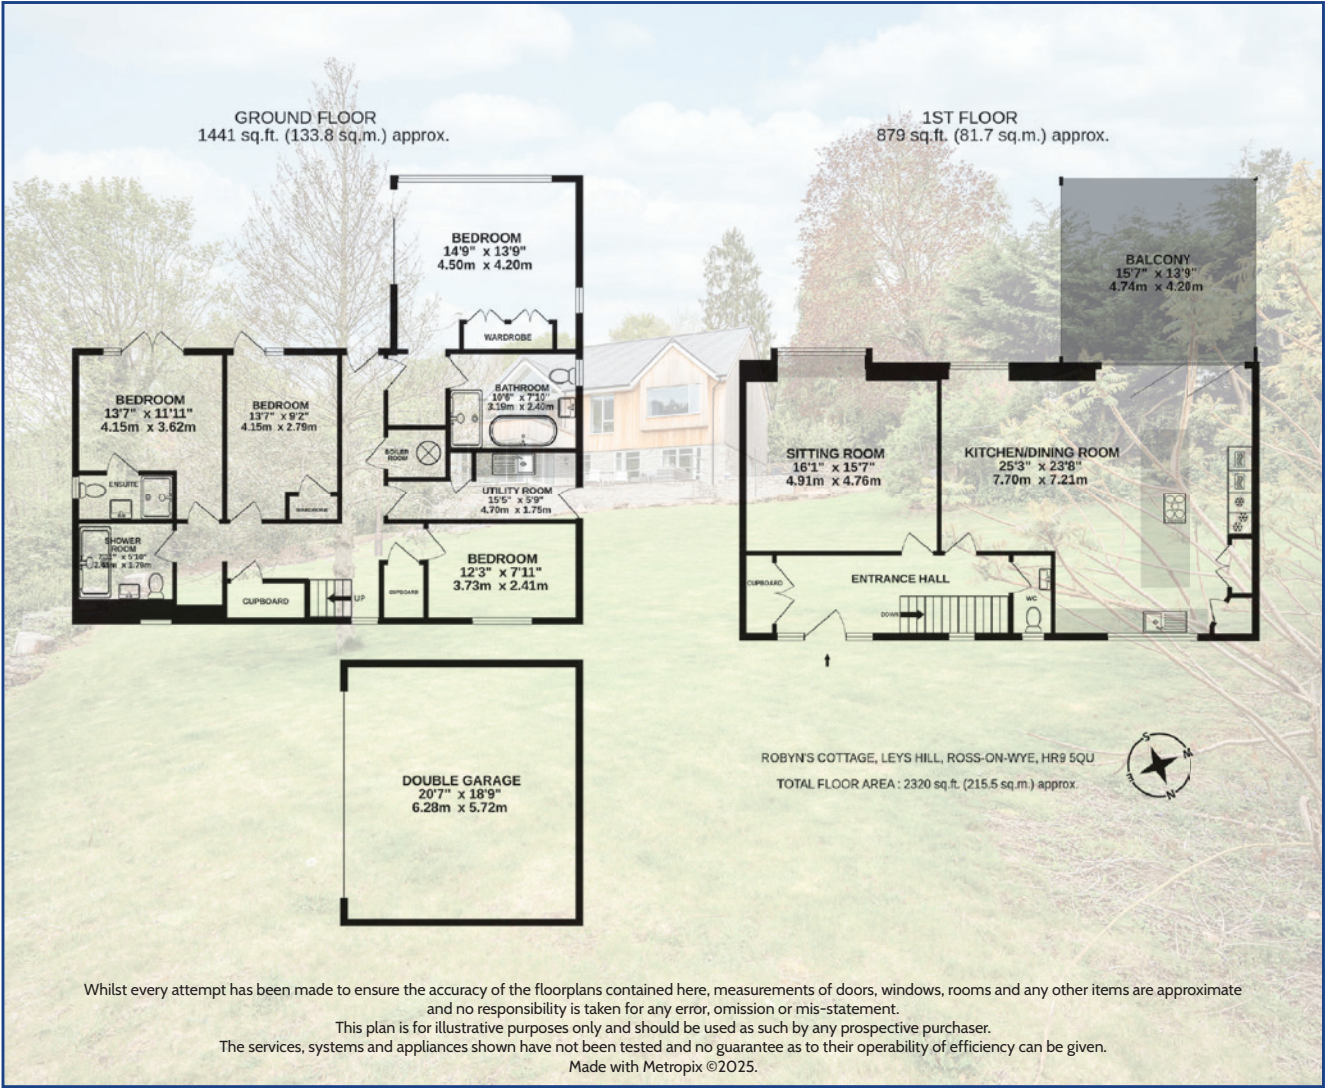 GROUND FLOOR
1441 sq.ft. (133.8 sq.m.) approx.
1ST FLOOR
879 sq.ft. (81.7 sq.m.) approx.
BEDROOM
14'9" x 13'9"
4.50m x 4.20m
WARDROBE
BEDROOM
13'7" x 11'11"
4.15m x 3.62m
BEDROOM
13'7" x 9'2"
4.15m x 2.79m
BATHROOM
10'6" x 7'10"
3.19m x 2.40m
BOILER
ROOM
ENSUITE
WARDROBE
UTILITY ROOM
15'5" x 5'9"
4.70m x 1.75m
SHOWER
ROOM
x 5'10"
x 1.79m
BEDROOM
12'3" x 7'11"
3.73m x 2.41m
CUPBOARD
CUPBOARD
UP
DOUBLE GARAGE
20'7" x 18'9"
6.28m x 5.72m
BALCONY
15'7" x 13'9"
4.74m x 4.20m
SITTING ROOM
16'1" x 15'7"
4.91m x 4.76m
KITCHEN/DINING ROOM
25'3" x 23'8"
7.70m x 7.21m
CUPBOARD
ENTRANCE HALL
DOWN
WC
ROBYN'S COTTAGE, LEYS HILL, ROSS-ON-WYE, HR9 5QU
TOTAL FLOOR AREA : 2320 sq.ft. (215.5 sq.m.) approx.
S
W
E
N
Whilst every attempt has been made to ensure the accuracy of the floorplans contained here, measurements of doors, windows, rooms and any other items are approximate
and no responsibility is taken for any error, omission or mis-statement.
This plan is for illustrative purposes only and should be used as such by any prospective purchaser.
The services, systems and appliances shown have not been tested and no guarantee as to their operability of efficiency can be given.
Made with Metropix ©2025.